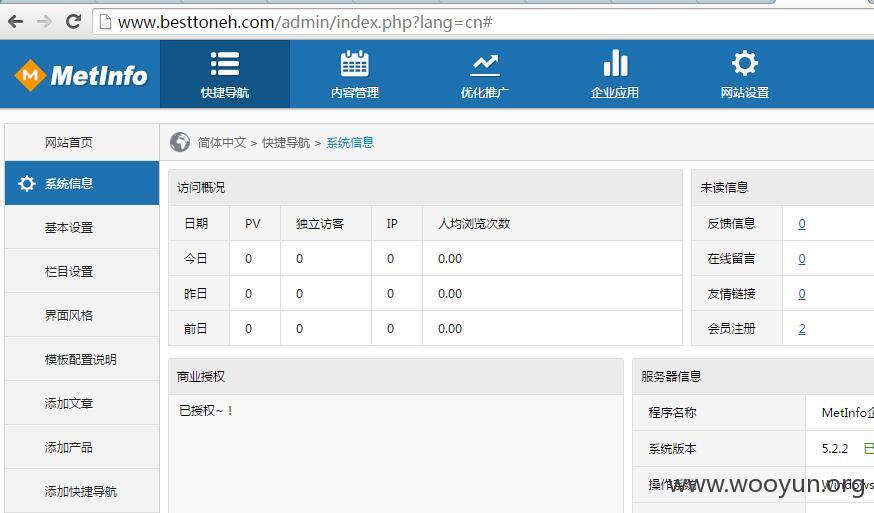 www.besttoneh.com/admin/index.php?lang=cn#
MetInfo
快捷导航
内容管理
优化推广
企业应用
网站设置
网站首页
系统信息
基本设置
栏目设置
界面风格
模板配置说明
添加文章
添加产品
添加快捷导航
简体中文 > 快捷导航 > 系统信息
访问概况
日期 PV 独立访客 IP 人均浏览次数
今日 0 0 0 0.00
昨日 0 0 0 0.00
前日 0 0 0 0.00
未读信息
反馈信息 0
在线留言 0
友情链接 0
会员注册 2
商业授权
已授权~！
服务器信息
程序名称 MetInfo企
系统版本 5.2.2 已
操作系统 Windows
www.wooyun.org